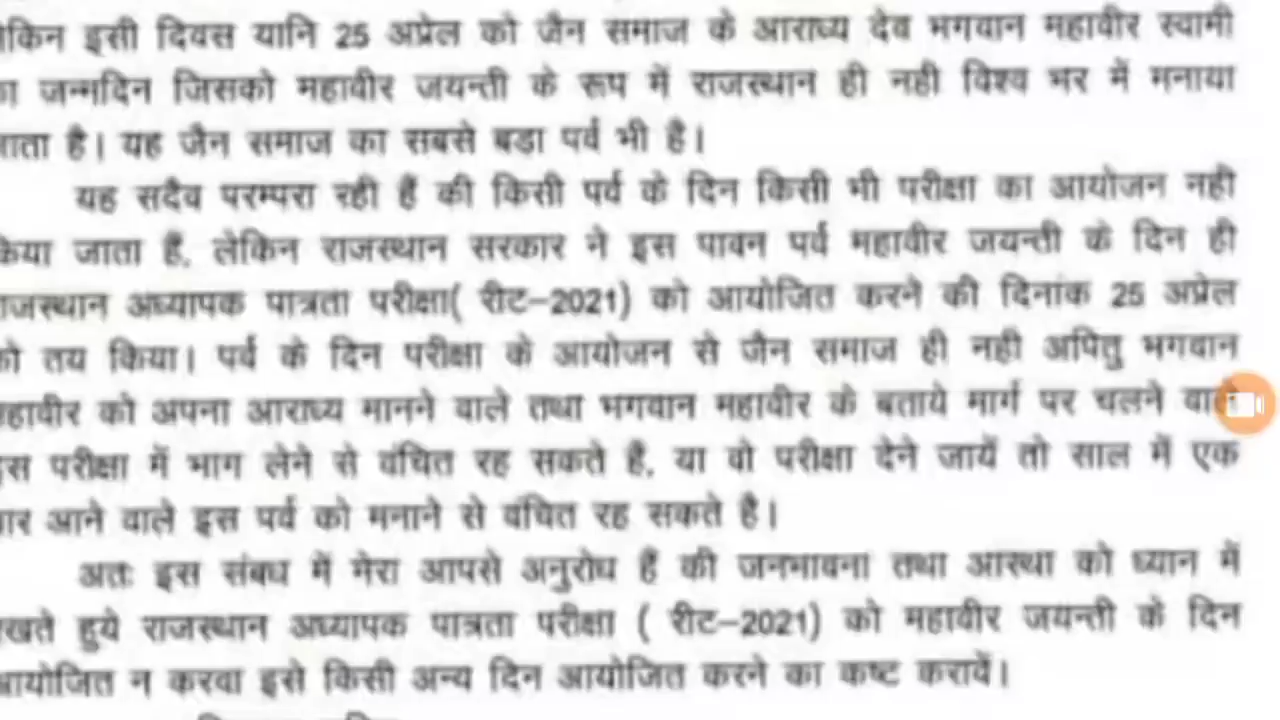 किन इसी दिवस यानि 25 अप्रेल को जैन समाज के आराध्य देव भगवान महावीर स्वामी
ा जन्मदिन जिसको महावीर जयन्ती के रूप में राजस्थान ही नही विश्व भर में मनाया
ाता है। यह जैन समाज का सबसे बडा पर्व भी है।
यह सदैव परम्परा रही हैं की किसी पर्व के दिन किसी भी परीक्षा का आयोजन नही
केया जाता हैं, लेकिन राजस्थान सरकार ने इस पावन पर्व महावीर जयन्ती के दिन ही
ाजस्थान अध्यापक पात्रता परीक्षा( रीट-2021) को आयोजित करने की दिनांक 25 अप्रेल
ो तय किया। पर्व के दिन परीक्षा के आयोजन से जैन समाज ही नही अपितु भगवान
हावीर को अपना आराध्य मानने वाले तथा भगवान महावीर के बताये मार्ग पर चलने वाले
स परीक्षा में भाग लेने से वंचित रह सकते हैं, या वो परीक्षा देने जायें तो साल में एक
ार आने वाले इस पर्व को मनाने से वंचित रह सकते है।
अतः इस संबध में मेरा आपसे अनुरोध हैं की जनभावना तथा आस्था को ध्यान में
खते हुये राजस्थान अध्यापक पात्रता परीक्षा ( रीट-2021) को महावीर जयन्ती के दिन
ायोजित न करवा इसे किसी अन्य दिन आयोजित करने का कष्ट करावें।